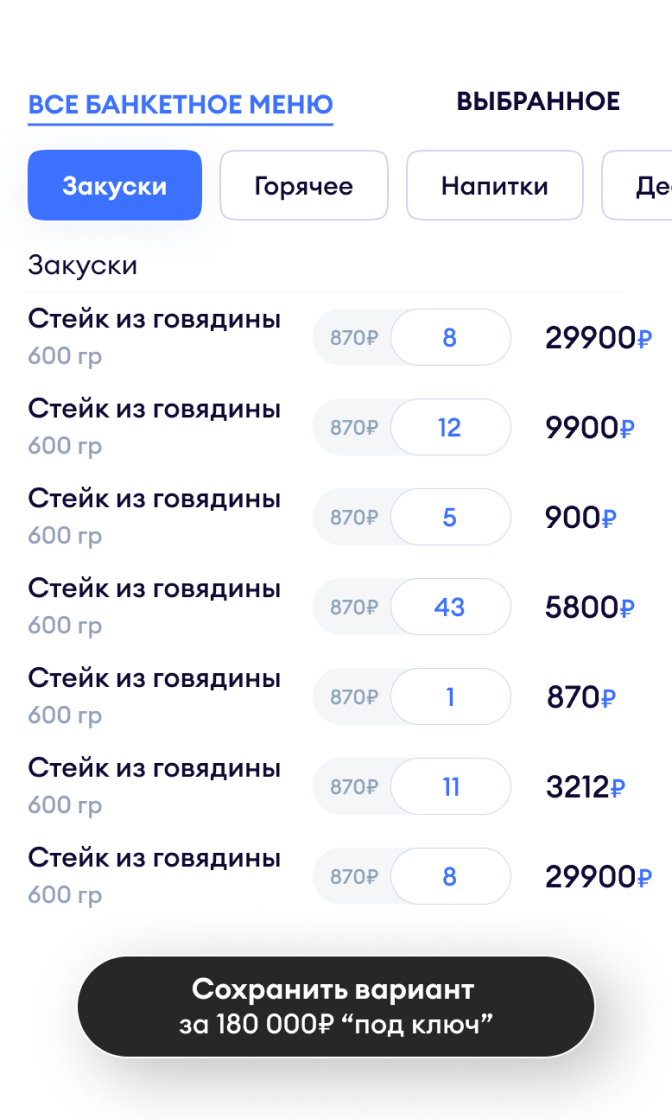 ВСЕ БАНКЕТНОЕ МЕНЮ ВЫБРАННОЕ
Закуски Горячее Напитки
Закуски
Стейк из говядины 870₽ 8 29900₽
600 гр
Стейк из говядины 870₽ 12 9900₽
600 гр
Стейк из говядины 870₽ 5 900₽
600 гр
Стейк из говядины 870₽ 43 5800₽
600 гр
Стейк из говядины 870₽ 1 870₽
600 гр
Стейк из говядины 870₽ 11 3212₽
600 гр
Стейк из говядины 870₽ 8 29900₽
600 гр
Сохранить вариант
за 180 000₽ “под ключ”